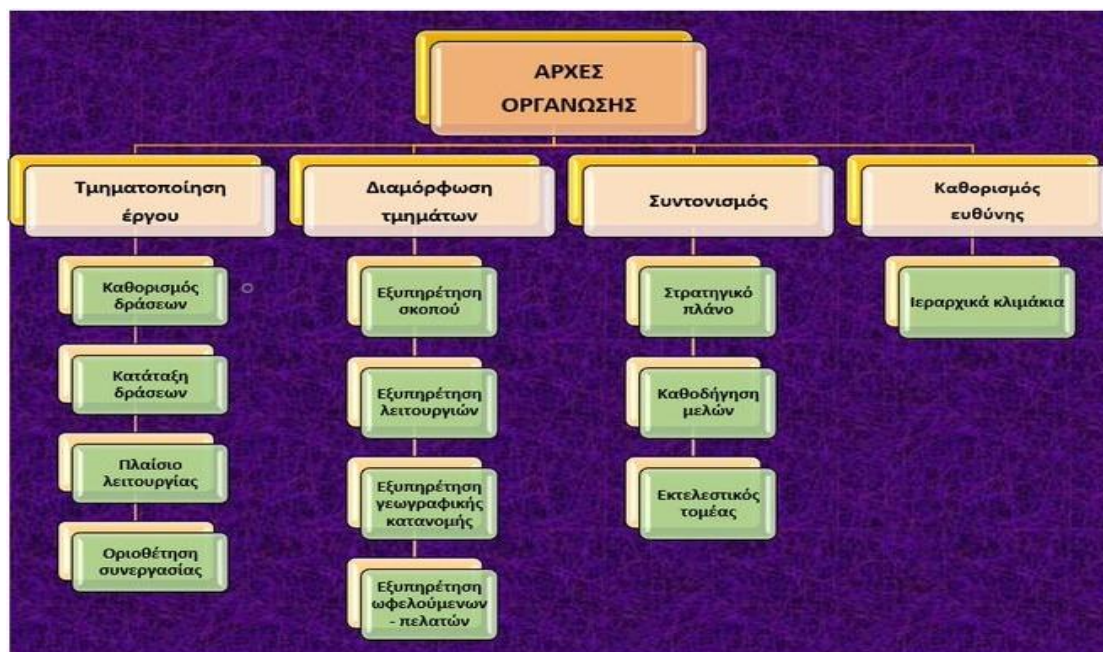 ΑΡΧΕΣ
ΟΡΓΑΝΩΣΗΣ
Τμηματοποίηση
έργου
Καθορισμός
δράσεων
Κατάταξη
δράσεων
Πλαίσιο
λειτουργίας
Οριοθέτηση
συνεργασίας
Διαμόρφωση
τμημάτων
Εξυπηρέτηση
σκοπού
Εξυπηρέτηση
λειτουργιών
Εξυπηρέτηση
γεωγραφικής
κατανομής
Εξυπηρέτηση
ωφελούμενων
- πελατών
Συντονισμός
Στρατηγικό
πλάνο
Καθοδήγηση
μελών
Εκτελεστικός
τομέας
Καθορισμός
ευθύνης
Ιεραρχικά κλιμάκια